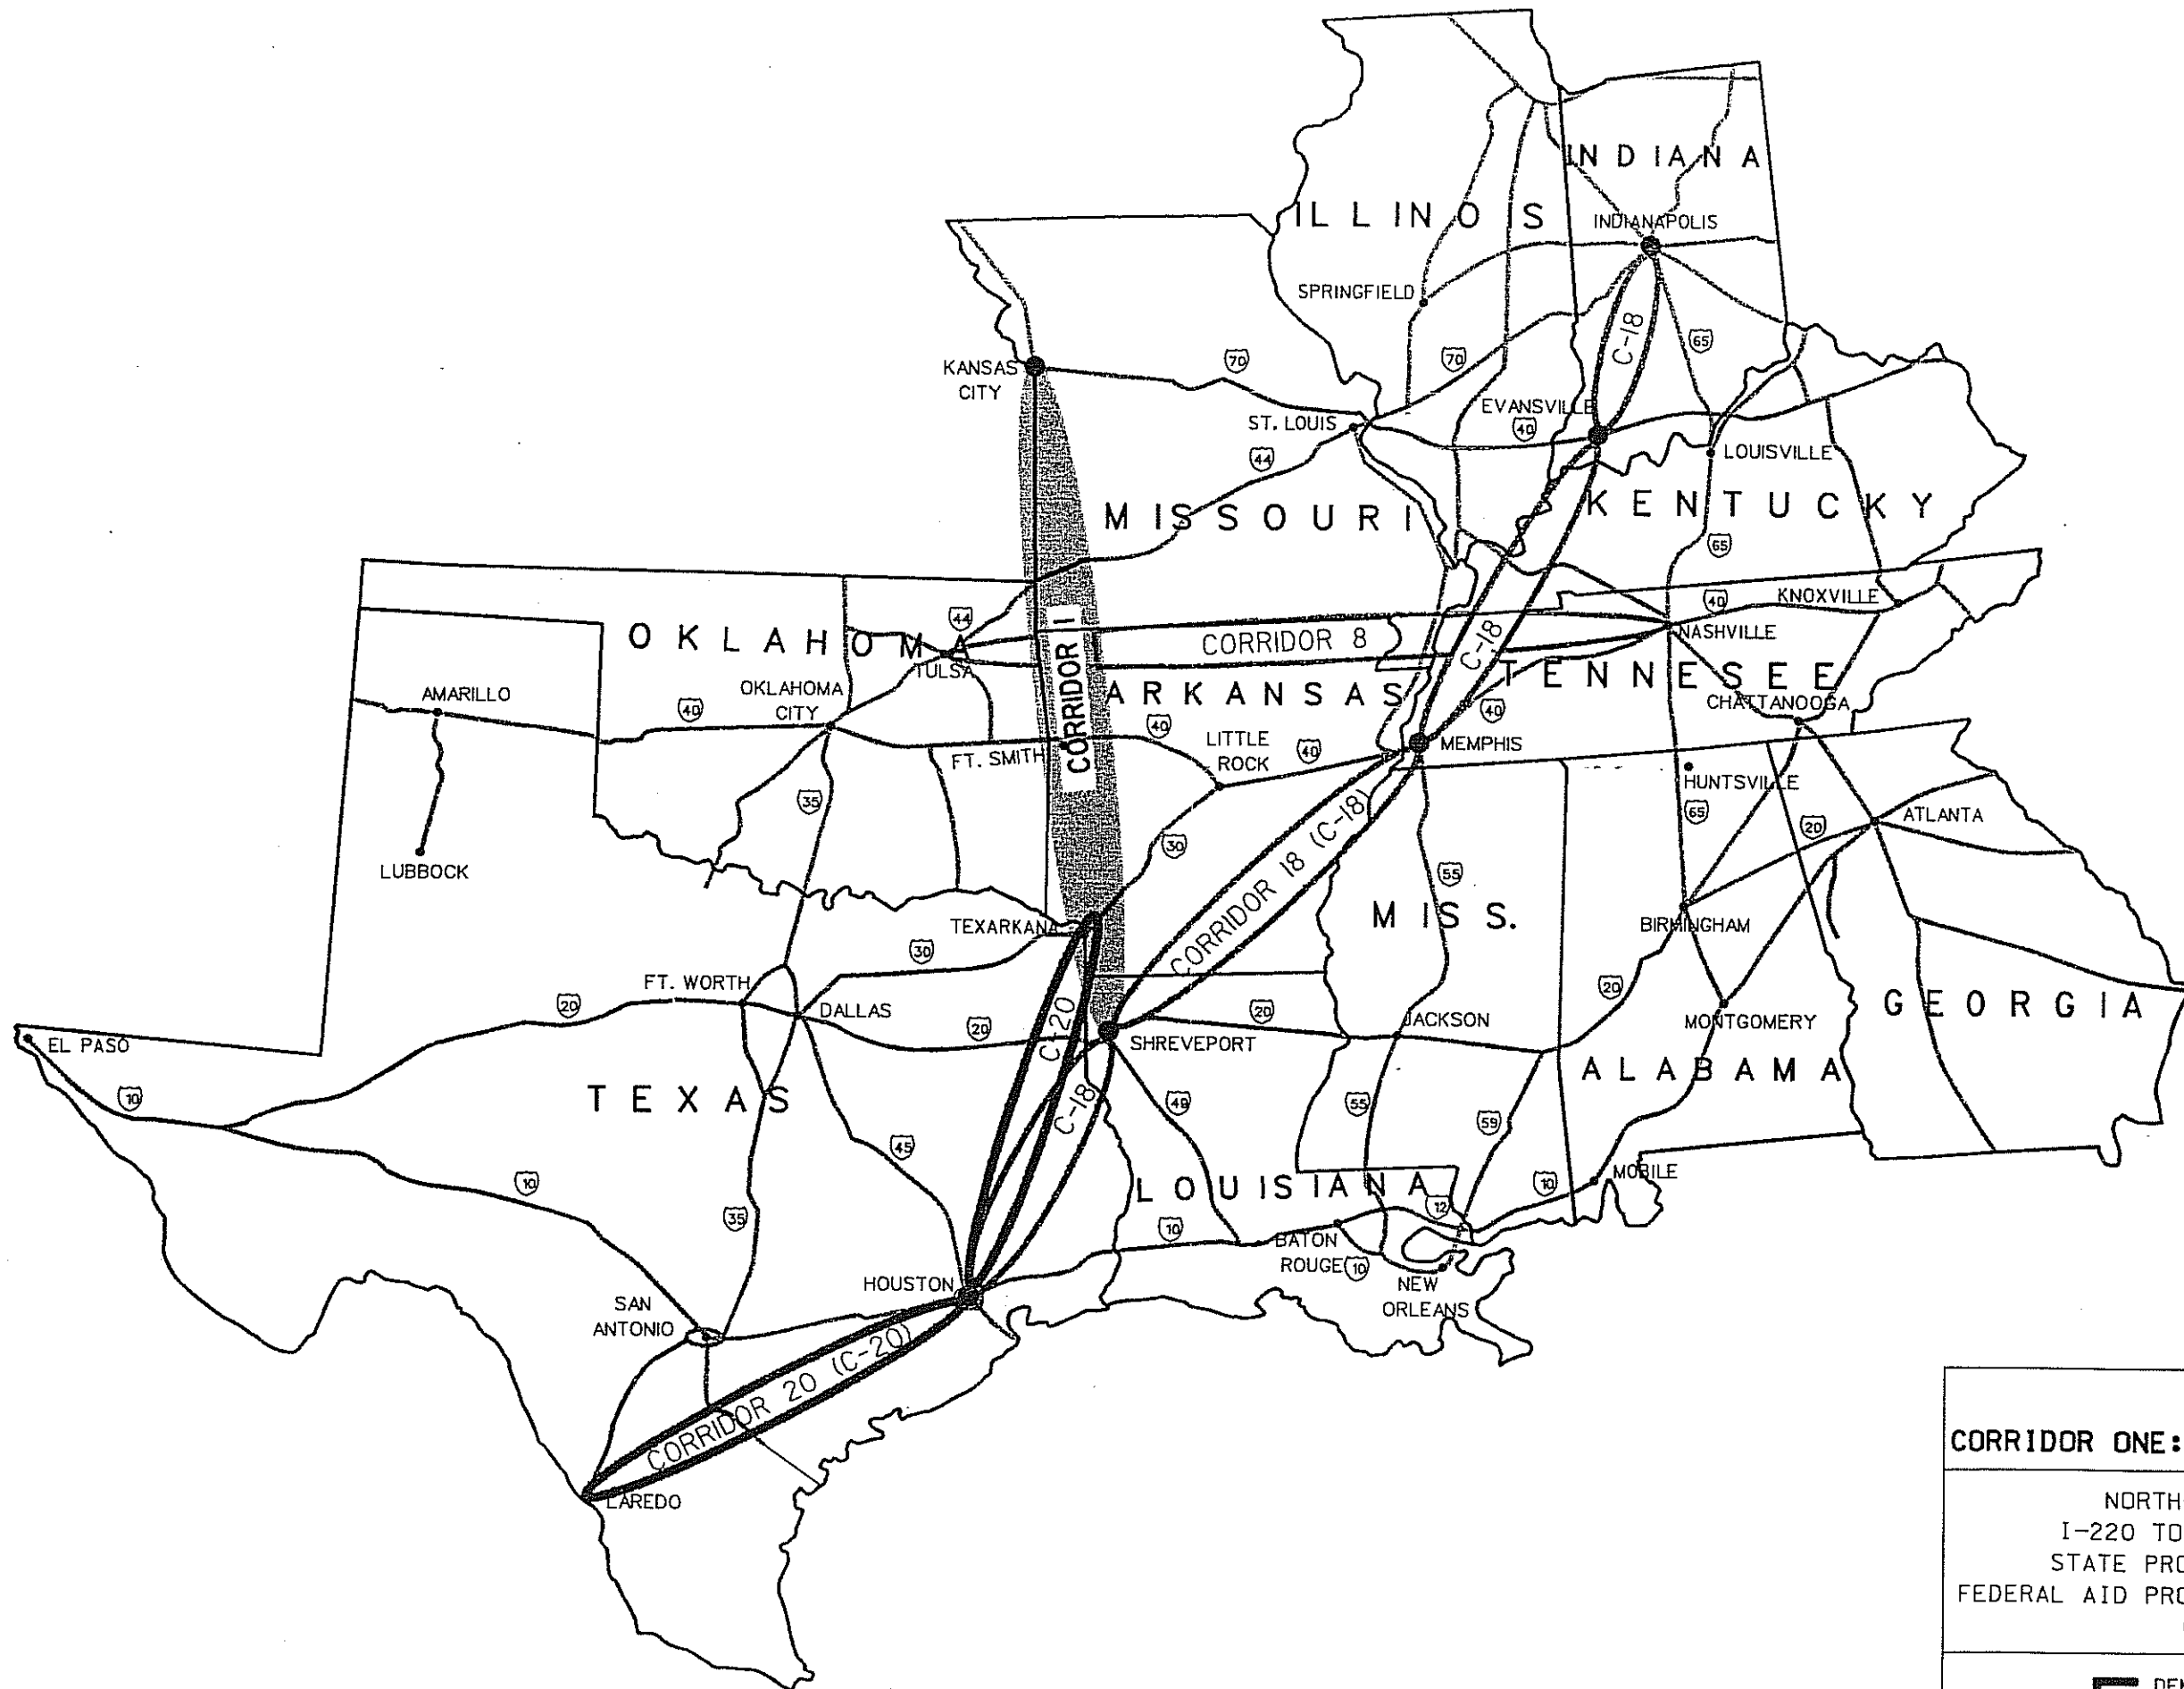 INDIANA
ILLINOIS
INDIANAPOLIS
SPRINGFIELD
C-18
65
KANSAS
CITY
70
70
EVANSVILLE
ST. LOUIS
40
44
LOUISVILLE
MISSOURI
KENTUCKY
65
KNOXVILLE
40
44
OKLAHOMA
CORRIDOR 8
NASHVILLE
TULSA
CORRIDOR 1
C-18
TENNESEE
ARKANSAS
AMARILLO
OKLAHOMA
CITY
40
CHATTANOOGA
40
40
LITTLE
ROCK
40
MEMPHIS
FT. SMITH
HUNTSVILLE
35
65
20
ATLANTA
LUBBOCK
30
CORRIDOR 18 (C-18)
55
MISS.
TEXARKANA
BIRMINGHAM
30
FT. WORTH
20
DALLAS
20
C-20
20
JACKSON
20
MONTGOMERY
GEORGIA
EL PASO
SHREVEPORT
ALABAMA
TEXAS
10
C-18
49
55
59
45
MOBILE
LOUISIANA
10
12
10
35
10
BATON
ROUGE
10
NEW
ORLEANS
HOUSTON
SAN
ANTONIO
CORRIDOR 20 (C-20)
LAREDO
CORRIDOR ONE:
NORTH
I-220 TO
STATE PRO
FEDERAL AID PRO